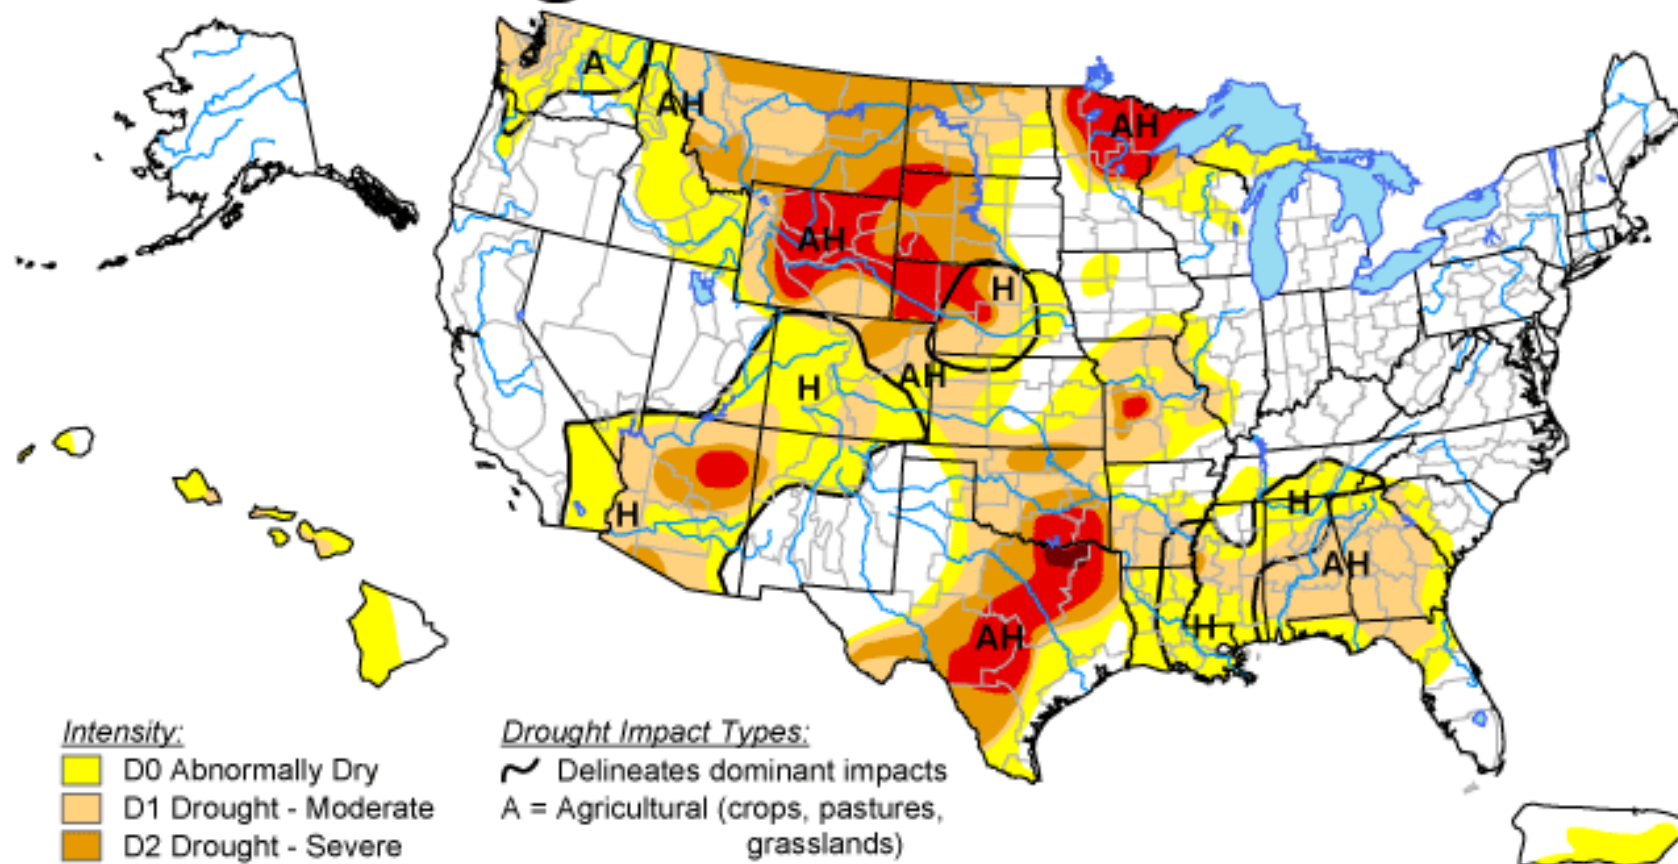 A
AH
AH
AH
H
H
AH
H
H
AH
AH
H
Intensity:
D0 Abnormally Dry
D1 Drought - Moderate
D2 Drought - Severe
Drought Impact Types:
Delineates dominant impacts
A = Agricultural (crops, pastures,
grasslands)